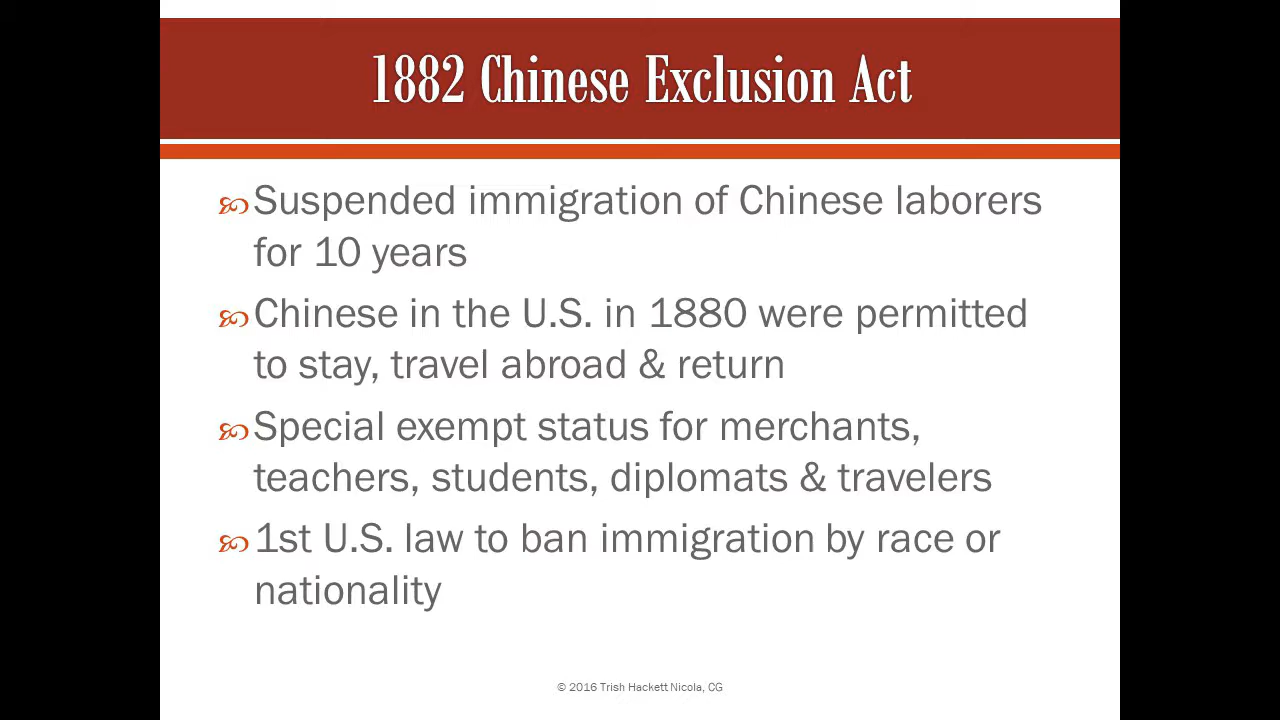 1882 Chinese Exclusion Act
Suspended immigration of Chinese laborers
for 10 years
Chinese in the U.S. in 1880 were permitted
to stay, travel abroad & return
Special exempt status for merchants,
teachers, students, diplomats & travelers
1st U.S. law to ban immigration by race or
nationality
© 2016 Trish Hackett Nicola, CG